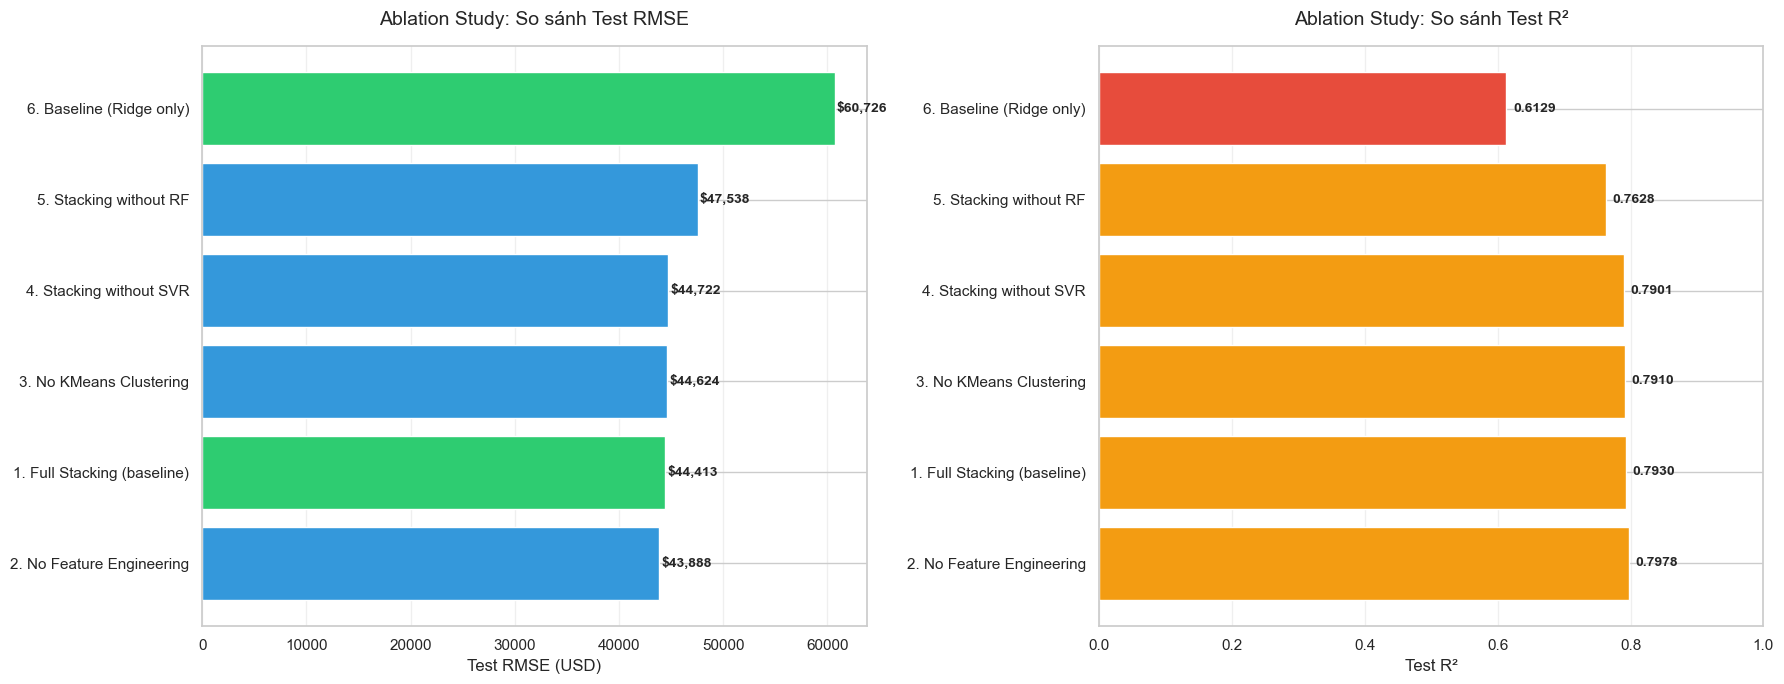 Ablation Study: So sánh Test RMSE
6. Baseline (Ridge only)
$60,726
5. Stacking without RF
$47,538
4. Stacking without SVR
$44,722
3. No KMeans Clustering
$44,624
1. Full Stacking (baseline)
$44,413
2. No Feature Engineering
$43,888
0 10000 20000 30000 40000 50000 60000
Test RMSE (USD)
Ablation Study: So sánh Test R²
6. Baseline (Ridge only)
0.6129
5. Stacking without RF
0.7628
4. Stacking without SVR
0.7901
3. No KMeans Clustering
0.7910
1. Full Stacking (baseline)
0.7930
2. No Feature Engineering
0.7978
0.0 0.2 0.4 0.6 0.8 1.0
Test R²